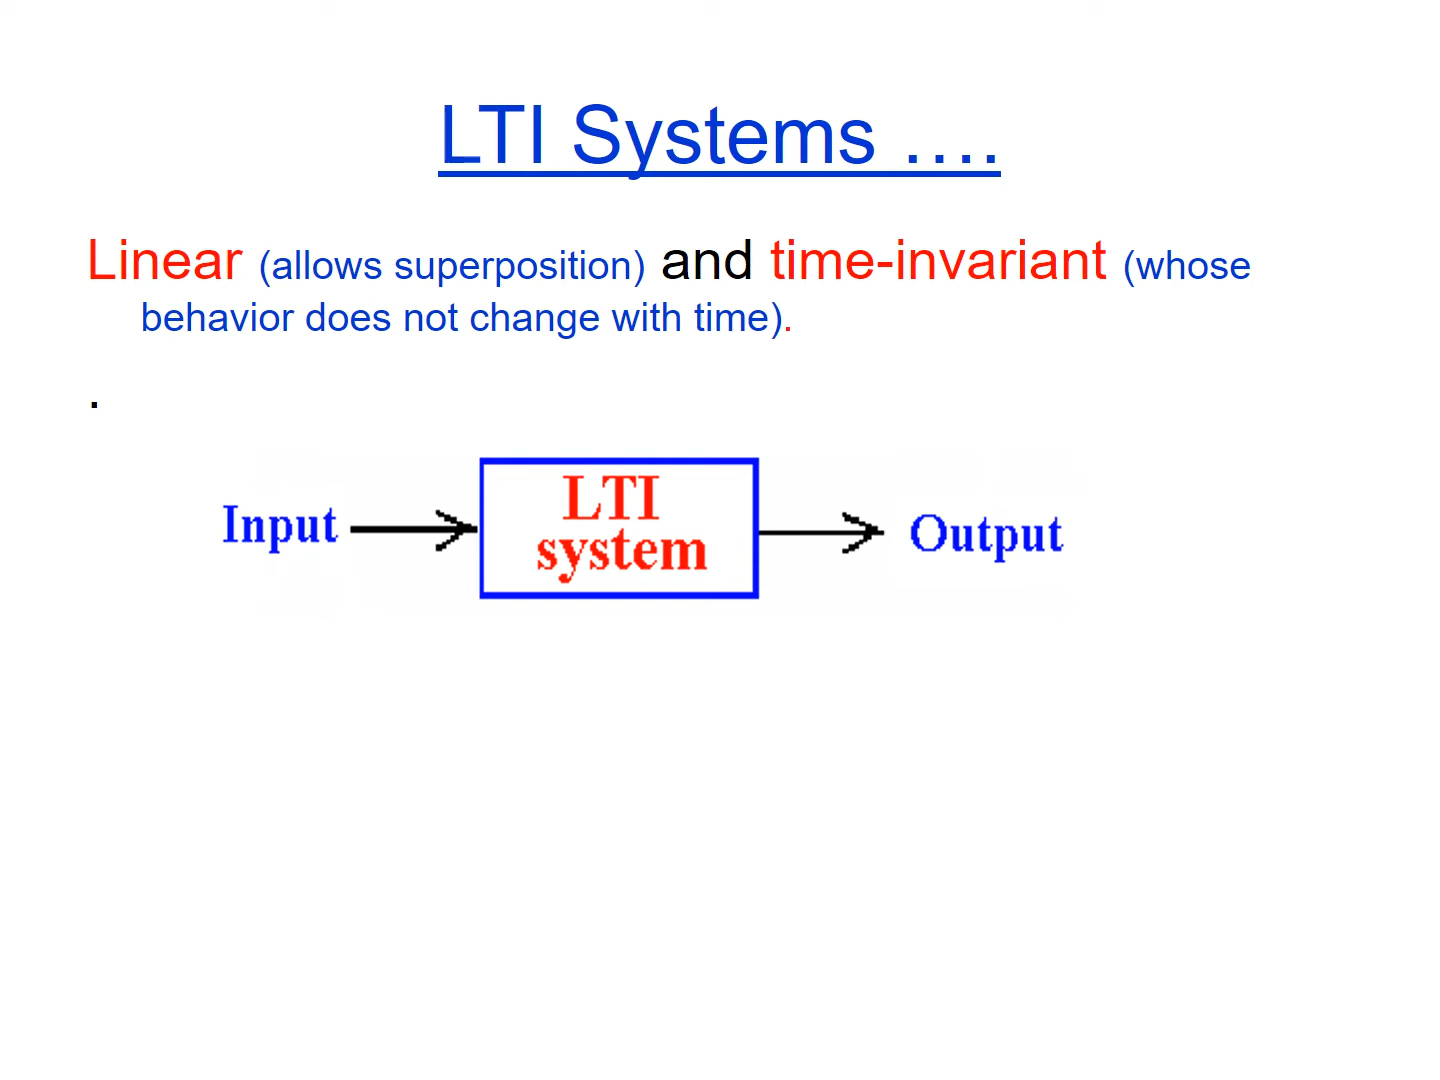 LTI Systems ….
Linear (allows superposition) and time-invariant (whose
behavior does not change with time).
.
LTI
system
Input
Output